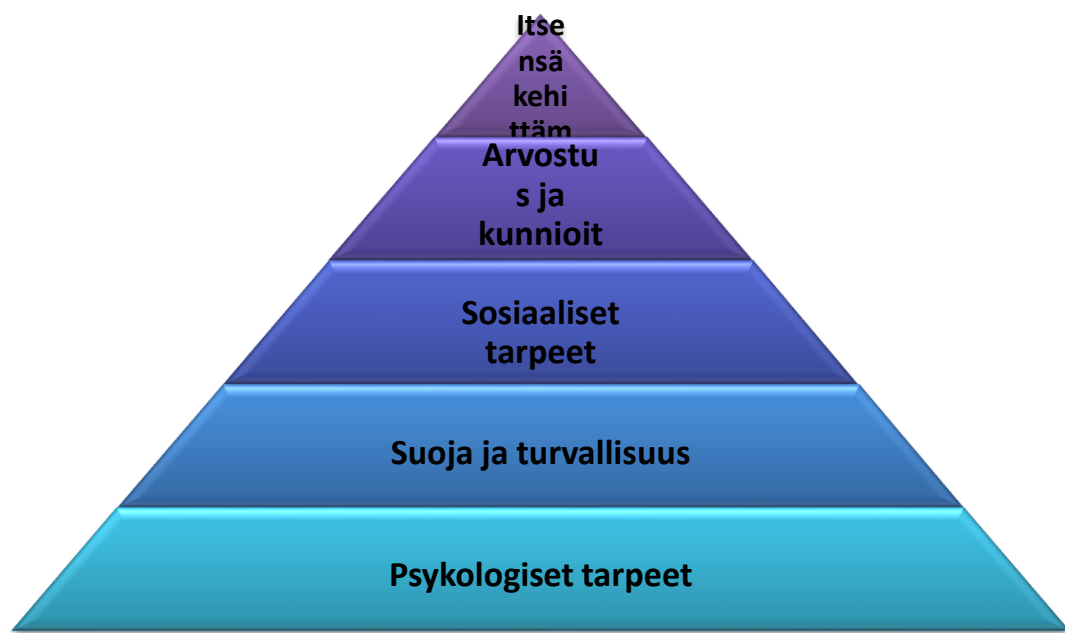 Itse
nsä
kehi
ttäm
Arvostu
s ja
kunnioit
Sosiaaliset
tarpeet
Suoja ja turvallisuus
Psykologiset tarpeet